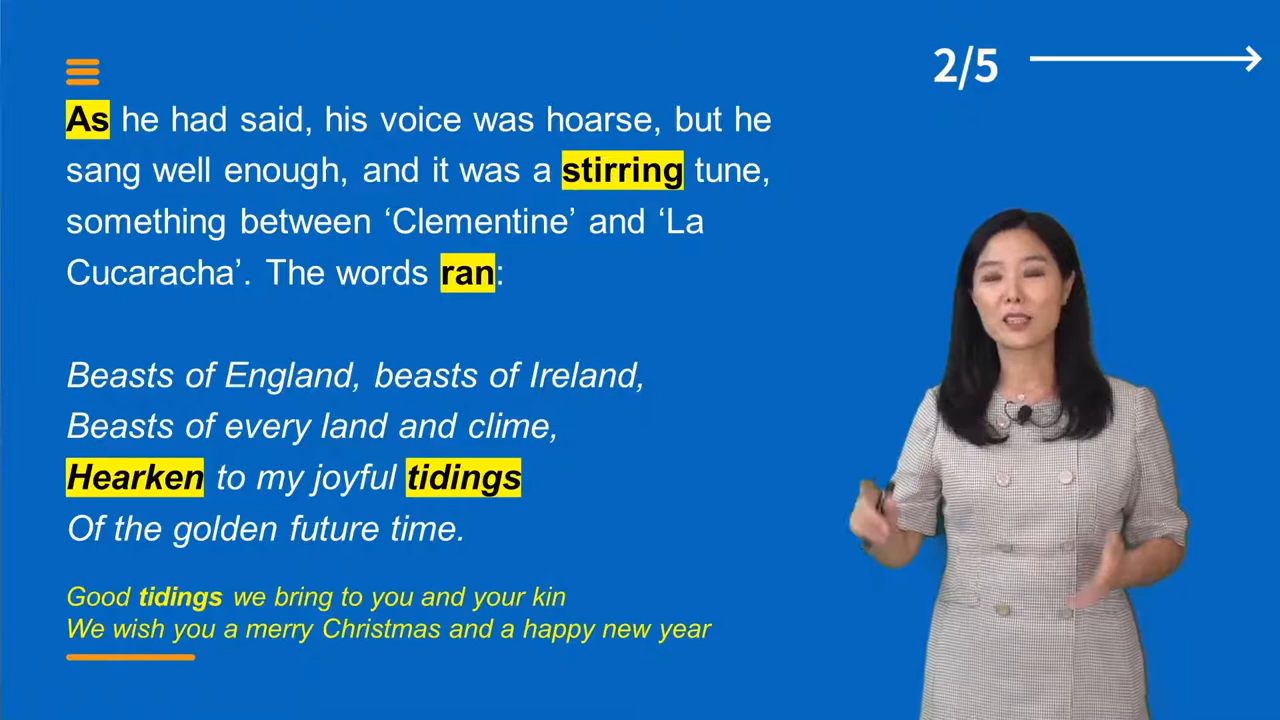 2/5
As he had said, his voice was hoarse, but he
sang well enough, and it was a stirring tune,
something between ‘Clementine’ and ‘La
Cucaracha’. The words ran:
Beasts of England, beasts of Ireland,
Beasts of every land and clime,
Hearken to my joyful tidings
Of the golden future time.
Good tidings we bring to you and your kin
We wish you a merry Christmas and a happy new year